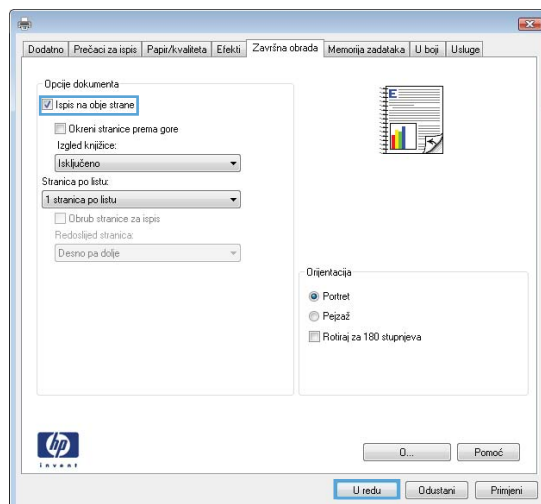 Dodatno Prečaci za ispis Papir/kvaliteta Efekti Završna obrada Memorija zadataka U boji Usluge
Opcije dokumenta
Ispis na obje strane
Okreni stranice prema gore
Izgled knjižice:
Isključeno
Stranica po listu:
1 stranica po listu
Obrub stranice za ispis
Redoslijed stranica:
Desno pa dolje
E
Orijentacija
Portret
Pejzaž
Rotiraj za 180 stupnjeva
hp
invent
O...
Pomoć
U redu
Odustani
Primjeni